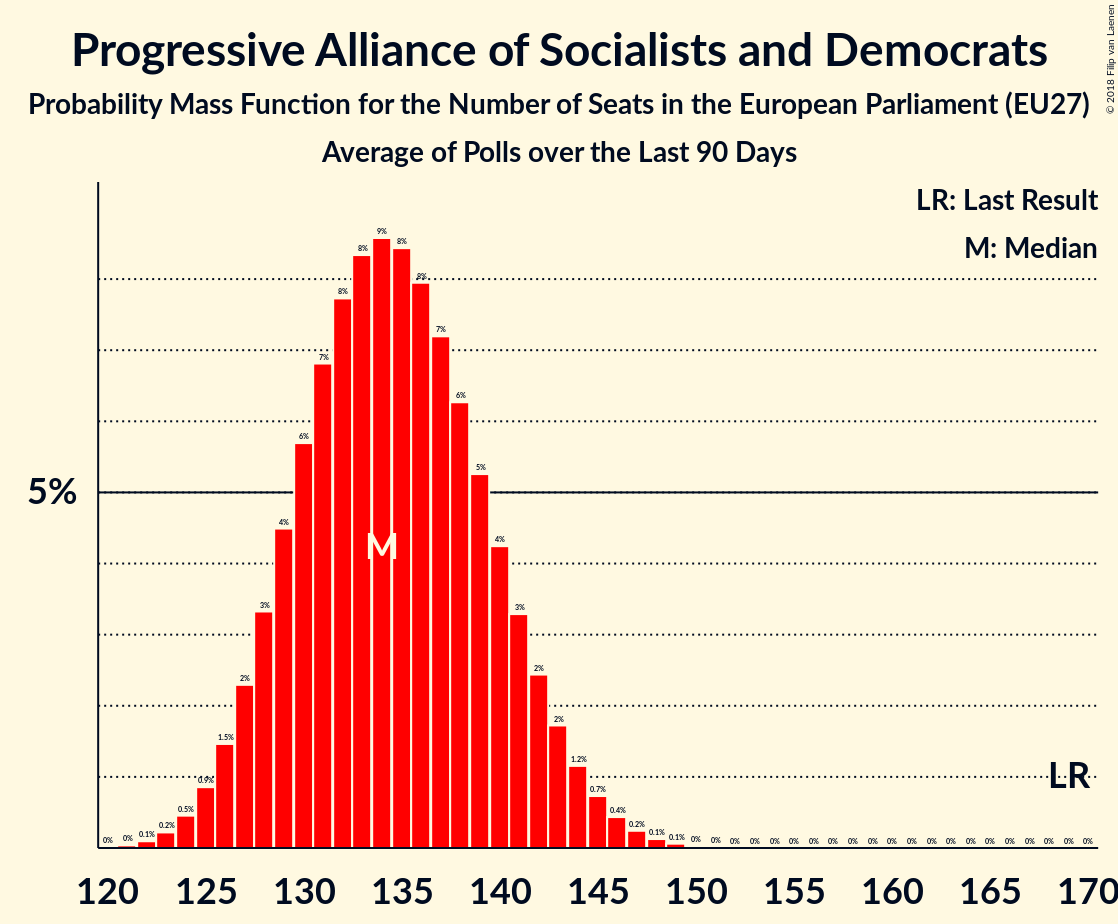 Progressive Alliance of Socialists and Democrats
Probability Mass Function for the Number of Seats in the European Parliament (EU27)
Average of Polls over the Last 90 Days
© 2018 Filip van Laenen
LR: Last Result
M: Median
5%
0% 0% 0.1% 0.2% 0.5% 0.9% 1.5% 2% 3% 4% 6% 7% 8% 8% 9% 8% 8% 7% 6% 5% 4% 3% 2% 2% 1.2% 0.7% 0.4% 0.2% 0.1% 0.1% 0% 0% 0% 0% 0% 0% 0% 0% 0% 0% 0% 0% 0% 0% 0% 0% 0% 0% 0% 0% 0%
M
LR
120 125 130 135 140 145 150 155 160 165 170